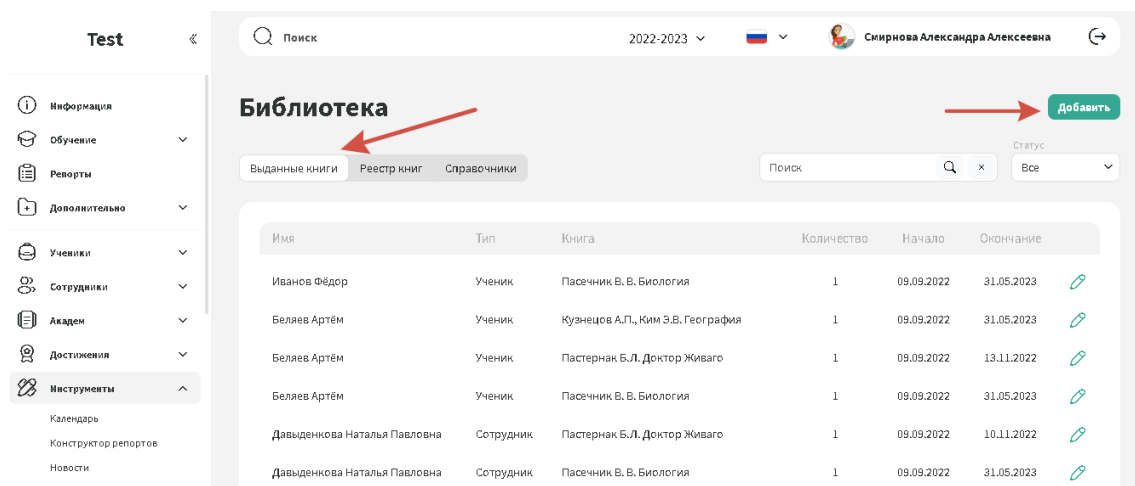 Test «
Поиск 2022-2023 Смирнова Александра Алексеевна
Информация
Обучение
Репорты
Дополнительно
Ученики
Сотрудники
Академ
Достижения
Инструменты
Календарь
Конструктор репортов
Новости
Библиотека Добавить
Статус
Выданные книги Реестр книг Справочники Поиск × Все
Имя Тип Книга Количество Начало Окончание
Иванов Фёдор Ученик Пасечник В. В. Биология 1 09.09.2022 31.05.2023
Беляев Артём Ученик Кузнецов А.П., Ким Э.В. География 1 09.09.2022 31.05.2023
Беляев Артём Ученик Пастернак Б.Л. Доктор Живаго 1 09.09.2022 13.11.2022
Беляев Артём Ученик Пасечник В. В. Биология 1 09.09.2022 31.05.2023
Давыденкова Наталья Павловна Сотрудник Пастернак Б.Л. Доктор Живаго 1 09.09.2022 10.11.2022
Давыденкова Наталья Павловна Сотрудник Пасечник В. В. Биология 1 09.09.2022 31.05.2023